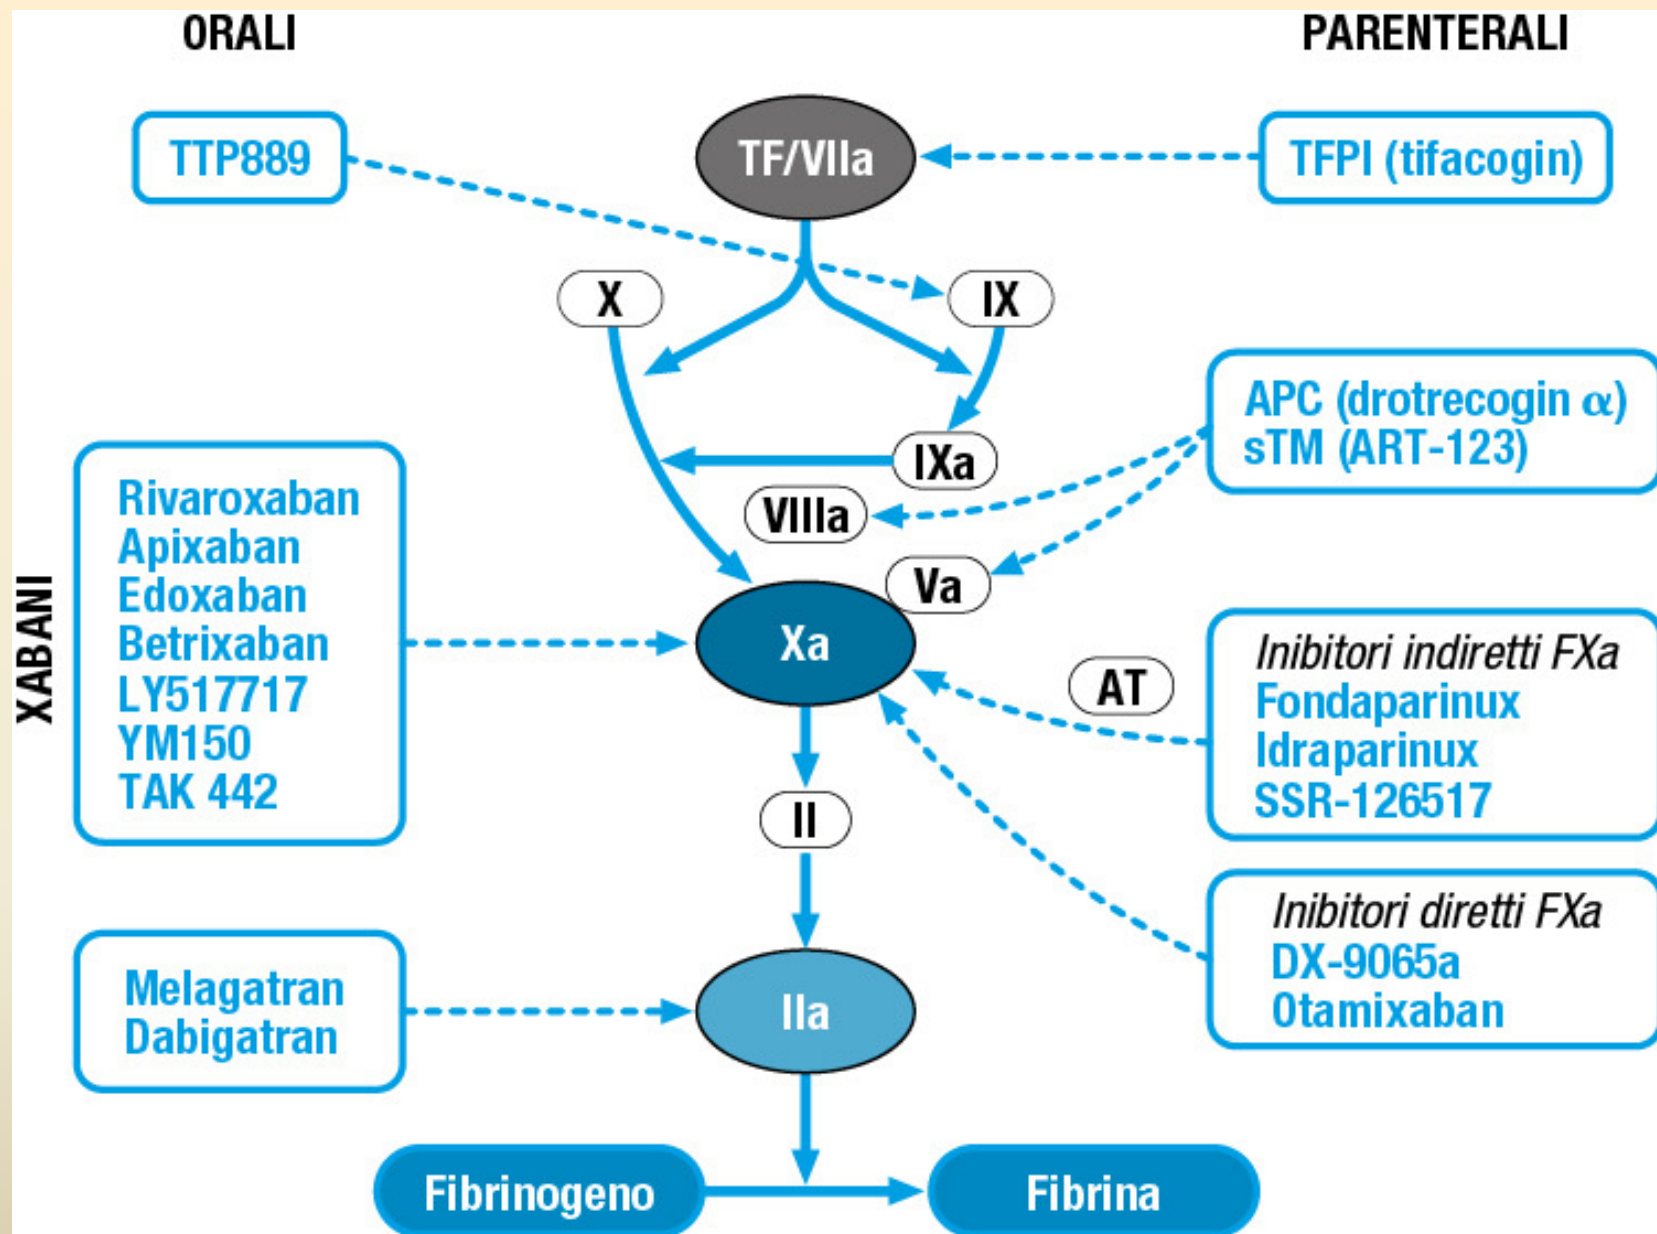 ORALI
PARENTERALI
TTP889
TF/VIIa
TFPI (tifacogin)
X
IX
APC (drotrecogin α)
sTM (ART-123)
IXa
VIIIa
Va
XABANI
Rivaroxaban
Apixaban
Edoxaban
Betrixaban
LY517717
YM150
TAK 442
Xa
AT
Inibitori indiretti FXa
Fondaparinux
Idraparinux
SSR-126517
II
Inibitori diretti FXa
DX-9065a
Otamixaban
Melagatran
Dabigatran
IIa
Fibrinogeno
Fibrina